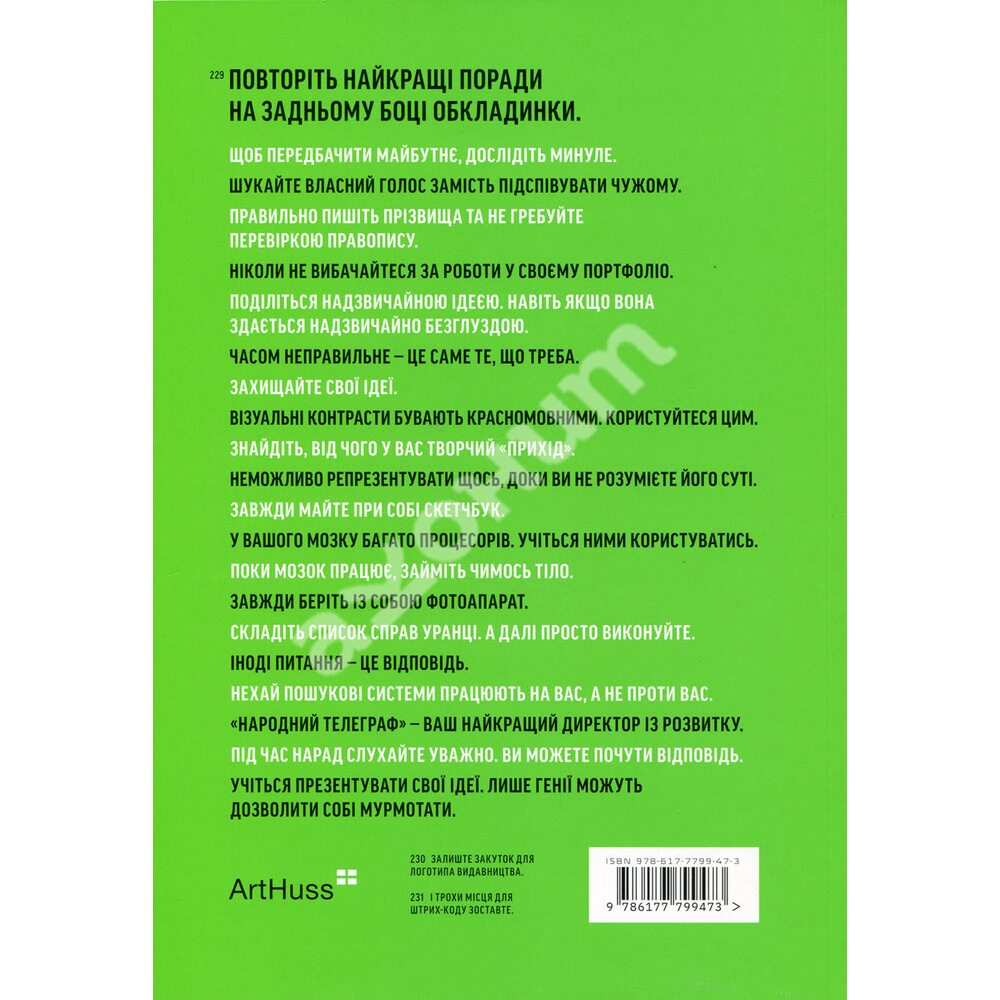 229 ПОВТОРІТЬ НАЙКРАЩІ ПОРАДИ
НА ЗАДНЬОМУ БОЦІ ОБКЛАДИНКИ.
ЩОБ ПЕРЕДБАЧИТИ МАЙБУТНЄ, ДОСЛІДІТЬ МИНУЛЕ.
ШУКАЙТЕ ВЛАСНИЙ ГОЛОС ЗАМІСТЬ ПІДСПІВУВАТИ ЧУЖОМУ.
ПРАВИЛЬНО ПИШІТЬ ПРІЗВИЩА ТА НЕ ГРЕБУЙТЕ
ПЕРЕВІРКОЮ ПРАВОПИСУ.
НІКОЛИ НЕ ВИБАЧАЙТЕСЯ ЗА РОБОТИ У СВОЄМУ ПОРТФОЛІО.
ПОДІЛІТЬСЯ НАДЗВИЧАЙНОЮ ІДЕЄЮ. НАВІТЬ ЯКЩО ВОНА
ЗДАЄТЬСЯ НАДЗВИЧАЙНО БЕЗГЛУЗДОЮ.
ЧАСОМ НЕПРАВИЛЬНЕ – ЦЕ САМЕ ТЕ, ЩО ТРЕБА.
ЗАХИЩАЙТЕ СВОЇ ІДЕЇ.
ВІЗУАЛЬНІ КОНТРАСТИ БУВАЮТЬ КРАСНОМОВНИМИ. КОРИСТУЙТЕСЯ ЦИМ.
ЗНАЙДІТЬ, ВІД ЧОГО У ВАС ТВОРЧИЙ «ПРИХІД».
НЕМОЖЛИВО РЕПРЕЗЕНТУВАТИ ЩОСЬ, ДОКИ ВИ НЕ РОЗУМІЄТЕ ЙОГО СУТІ.
ЗАВЖДИ МАЙТЕ ПРИ СОБІ СКЕТЧБУК.
У ВАШОГО МОЗКУ БАГАТО ПРОЦЕСОРІВ. УЧІТЬСЯ НИМИ КОРИСТУВАТИСЬ.
ПОКИ МОЗОК ПРАЦЮЄ, ЗАЙМІТЬ ЧИМОСЬ ТІЛО.
ЗАВЖДИ БЕРІТЬ ІЗ СОБОЮ ФОТОАПАРАТ.
СКЛАДІТЬ СПИСОК СПРАВ УРАНЦІ. А ДАЛІ ПРОСТО ВИКОНУЙТЕ.
ІНОДІ ПИТАННЯ – ЦЕ ВІДПОВІДЬ.
НЕХАЙ ПОШУКОВІ СИСТЕМИ ПРАЦЮЮТЬ НА ВАС, А НЕ ПРОТИ ВАС.
«НАРОДНИЙ ТЕЛЕГРАФ» – ВАШ НАЙКРАЩИЙ ДИРЕКТОР ІЗ РОЗВИТКУ.
ПІД ЧАС НАРАД СЛУХАЙТЕ УВАЖНО. ВИ МОЖЕТЕ ПОЧУТИ ВІДПОВІДЬ.
УЧІТЬСЯ ПРЕЗЕНТУВАТИ СВОЇ ІДЕЇ. ЛИШЕ ГЕНІЇ МОЖУТЬ
ДОЗВОЛИТИ СОБІ МУРМОТАТИ.
ArtHuss
230 ЗАЛИШТЕ ЗАКУТОК ДЛЯ
ЛОГОТИПА ВИДАВНИЦТВА.
231 І ТРОХИ МІСЦЯ ДЛЯ
ШТРИХ-КОДУ ЗОСТАВТЕ.
ISBN 978-617-7799-47-3
9 786177 799473 >
аксіонит